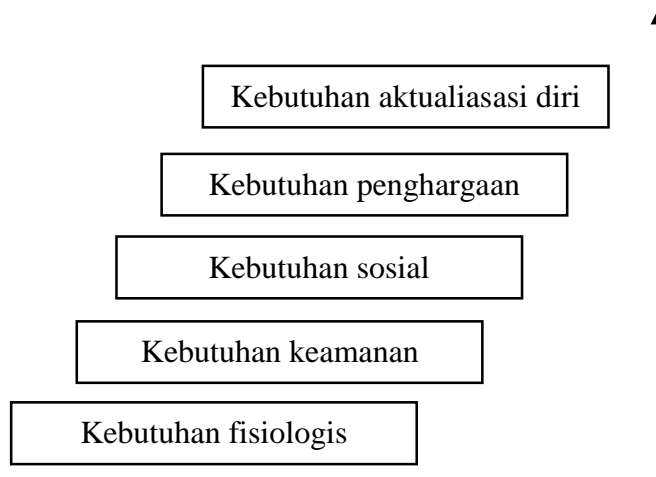 Kebutuhan aktualiasasi diri
Kebutuhan penghargaan
Kebutuhan sosial
Kebutuhan keamanan
Kebutuhan fisiologis